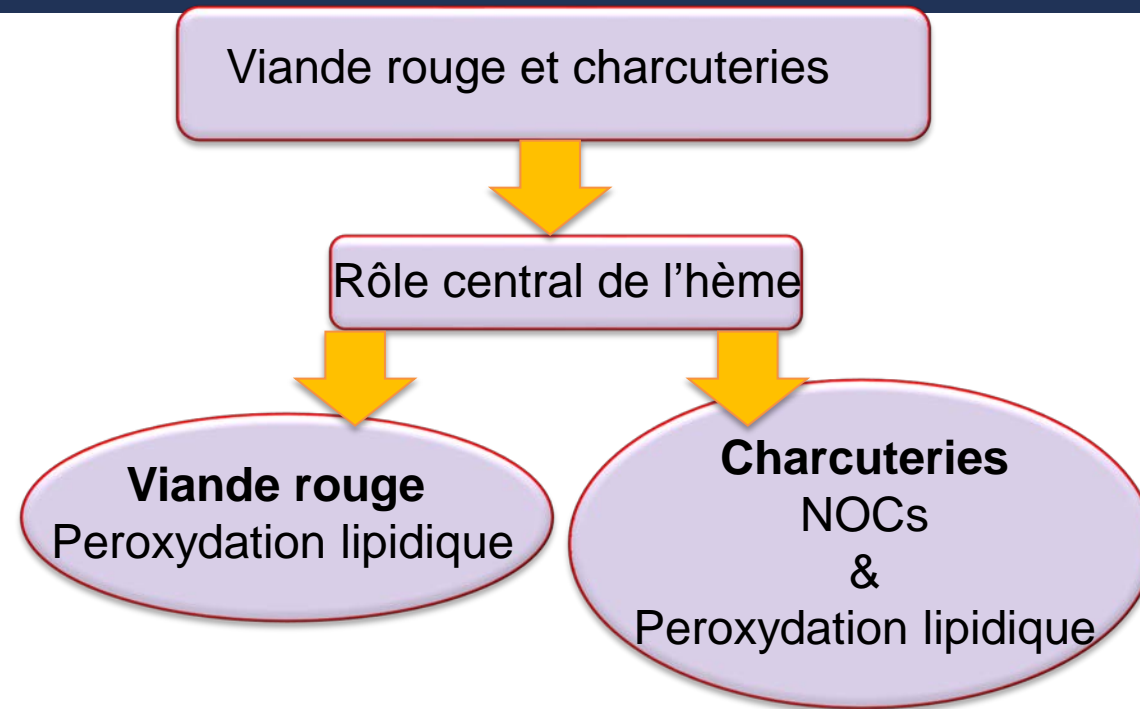 Viande rouge et charcuteries
Rôle central de l’hème
Viande rouge
Peroxydation lipidique
Charcuteries
NOCs
&
Peroxydation lipidique